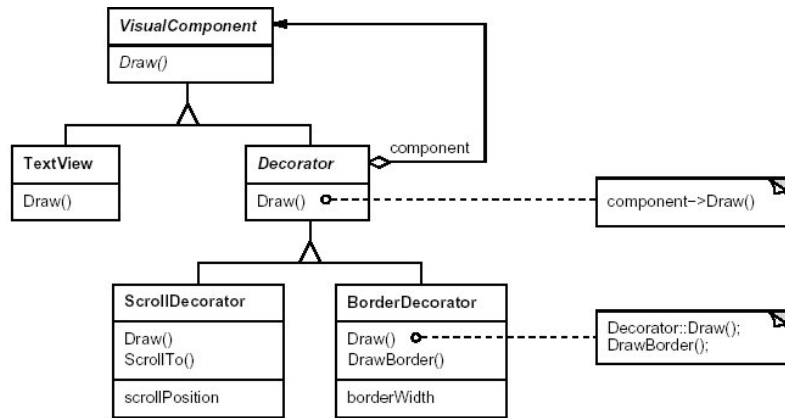 VisualComponent
Draw()
component
TextView
Draw()
Decorator
Draw()
component->Draw()
ScrollDecorator
Draw()
ScrollTo()
scrollPosition
BorderDecorator
Draw()
DrawBorder()
borderWidth
Decorator::Draw();
DrawBorder();